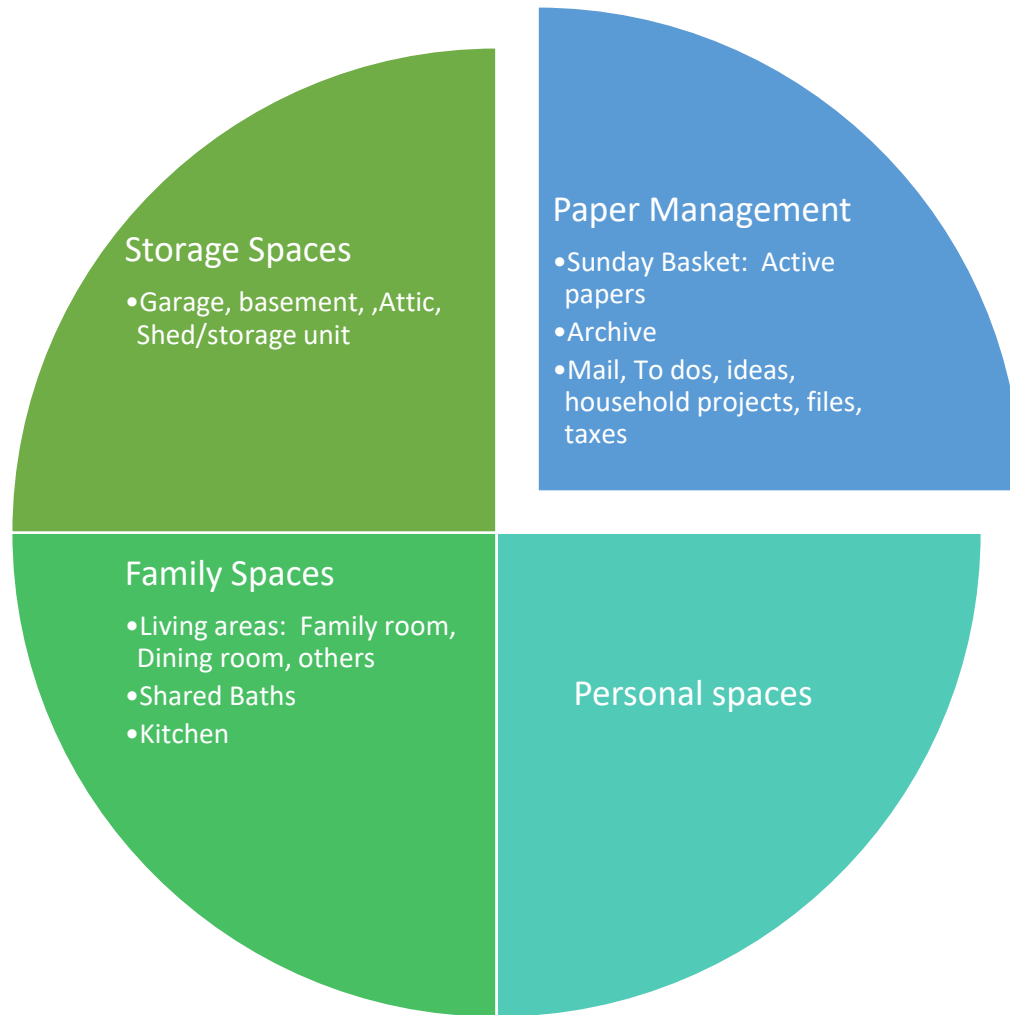 Storage Spaces
•Garage, basement, ,Attic,
Shed/storage unit
Paper Management
•Sunday Basket:  Active
papers
•Archive
•Mail, To dos, ideas,
household projects, files,
taxes
Family Spaces
•Living areas:  Family room,
Dining room, others
•Shared Baths
•Kitchen
Personal spaces